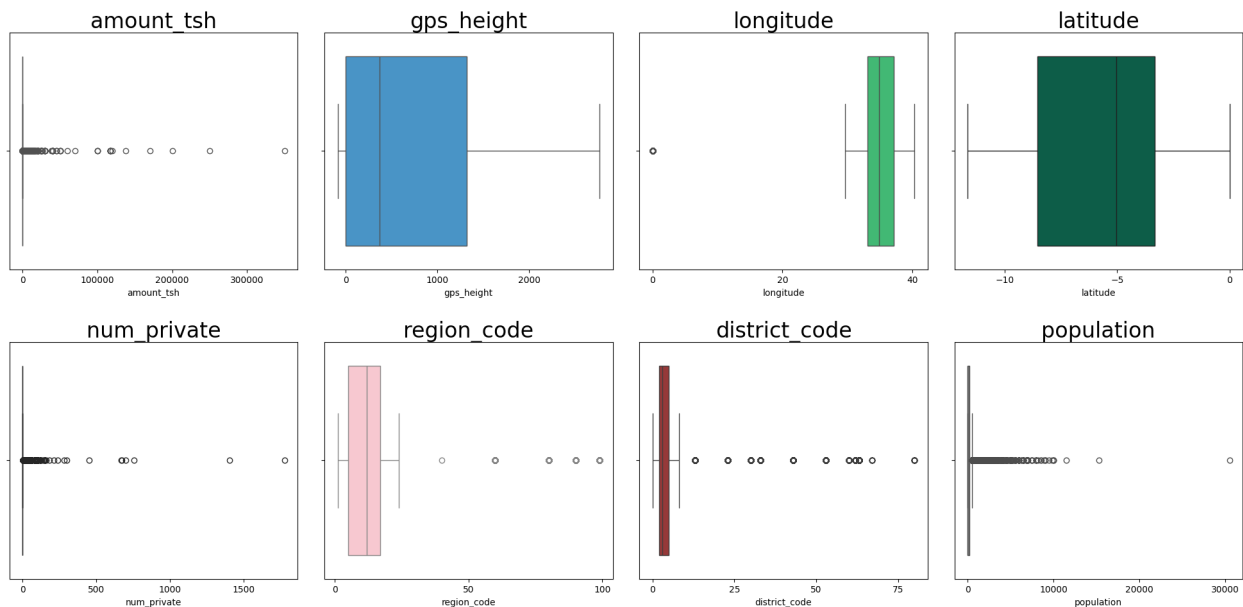 amount_tsh gps_height longitude latitude
0 100000 200000 300000 0 1000 2000 0 20 40 −10 −5 0
amount_tsh gps_height longitude latitude
num_private region_code district_code population
0 500 1000 1500 0 50 100 0 25 50 75 0 10000 20000 30000
num_private region_code district_code population